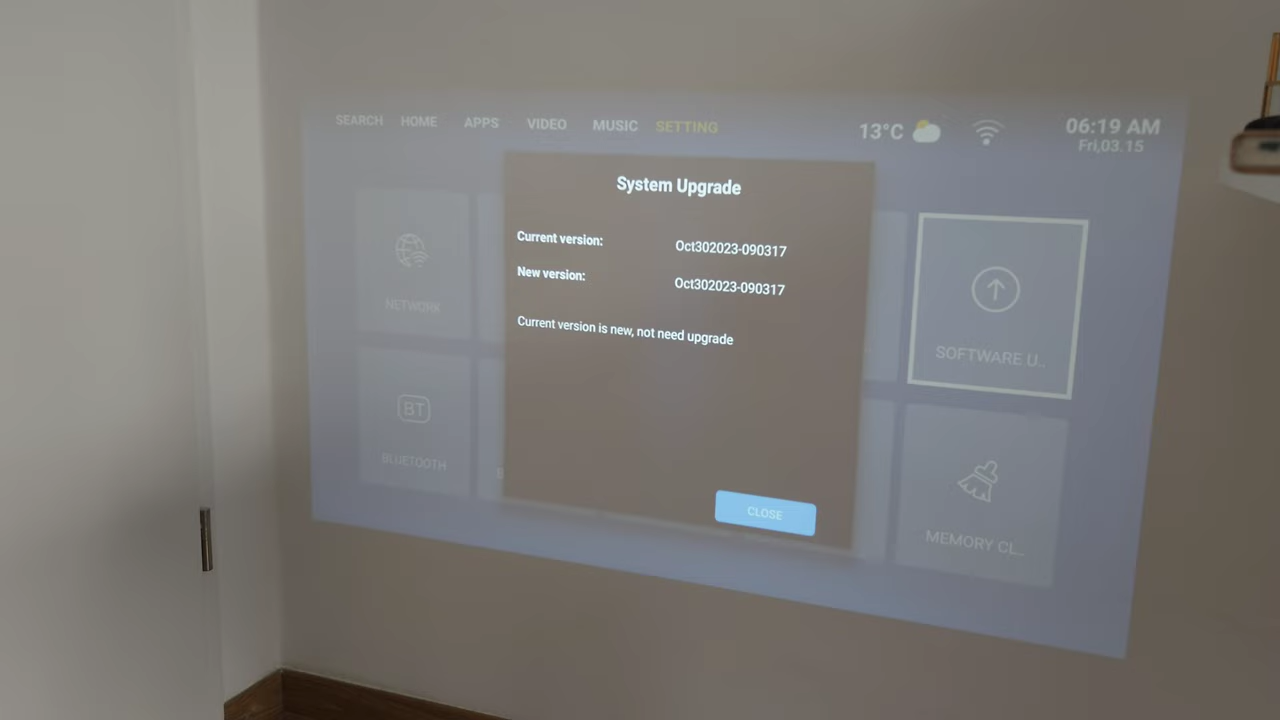 SEARCH HOME APPS VIDEO MUSIC SETTING 13°C 06:19 AM
Fri,03.15
System Upgrade
Current version: Oct302023-090317
New version: Oct302023-090317
Current version is new, not need upgrade
CLOSE
NETWORK
SOFTWARE U..
BT
BLUETOOTH
MEMORY CL..